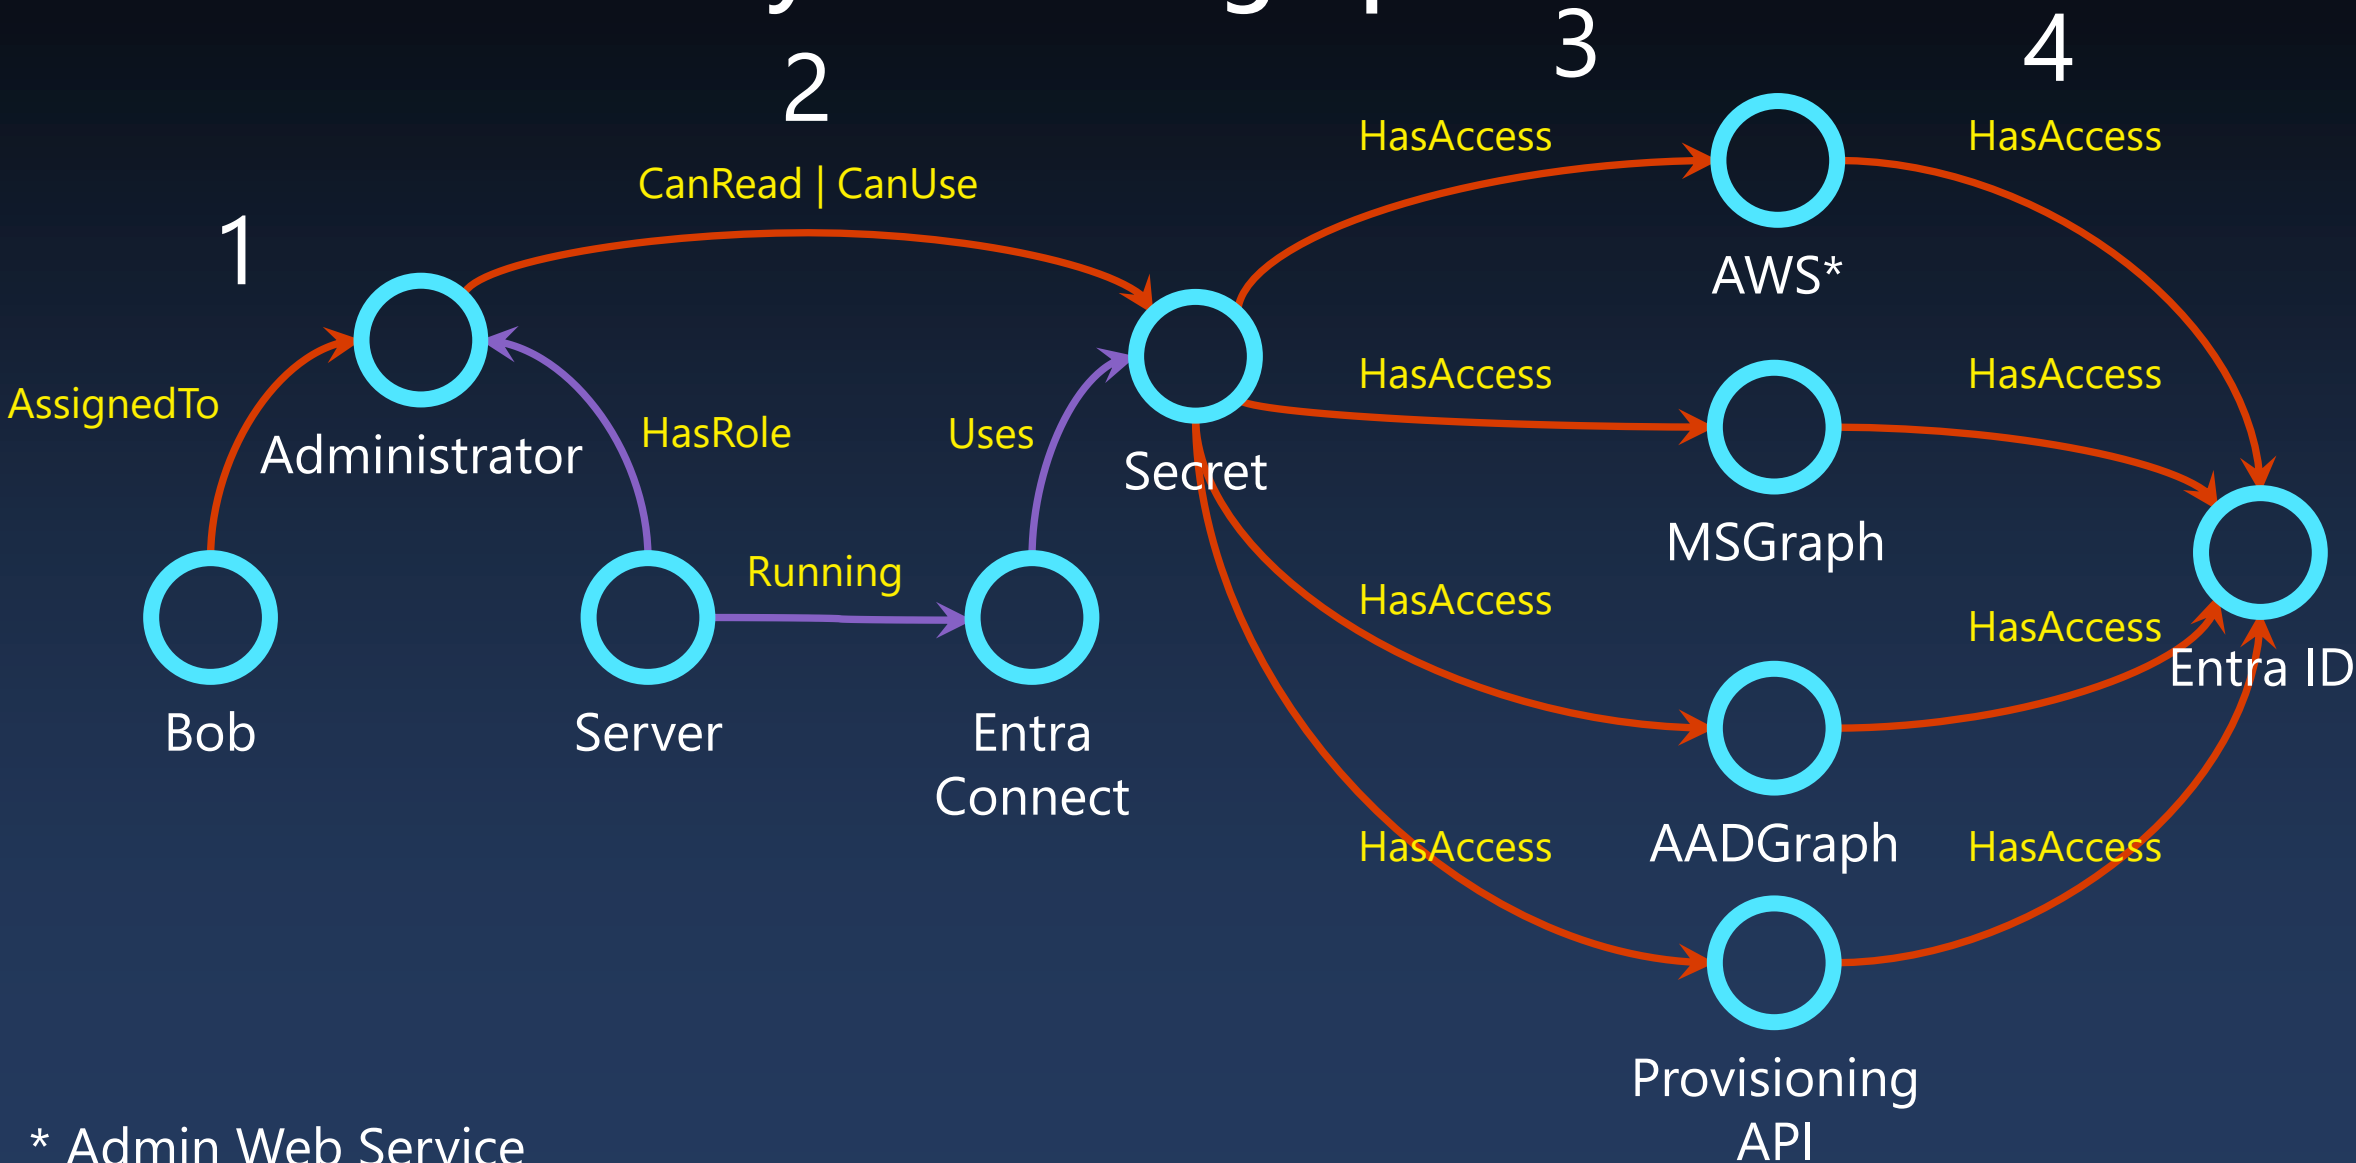 1
2
3
4
CanRead | CanUse
HasAccess
HasAccess
AWS*
AssignedTo
Administrator
HasRole
Uses
Secret
HasAccess
HasAccess
MSGraph
Running
Bob
Server
Entra
Connect
HasAccess
HasAccess
Entra ID
AADGraph
HasAccess
HasAccess
Provisioning
API
* Admin Web Service